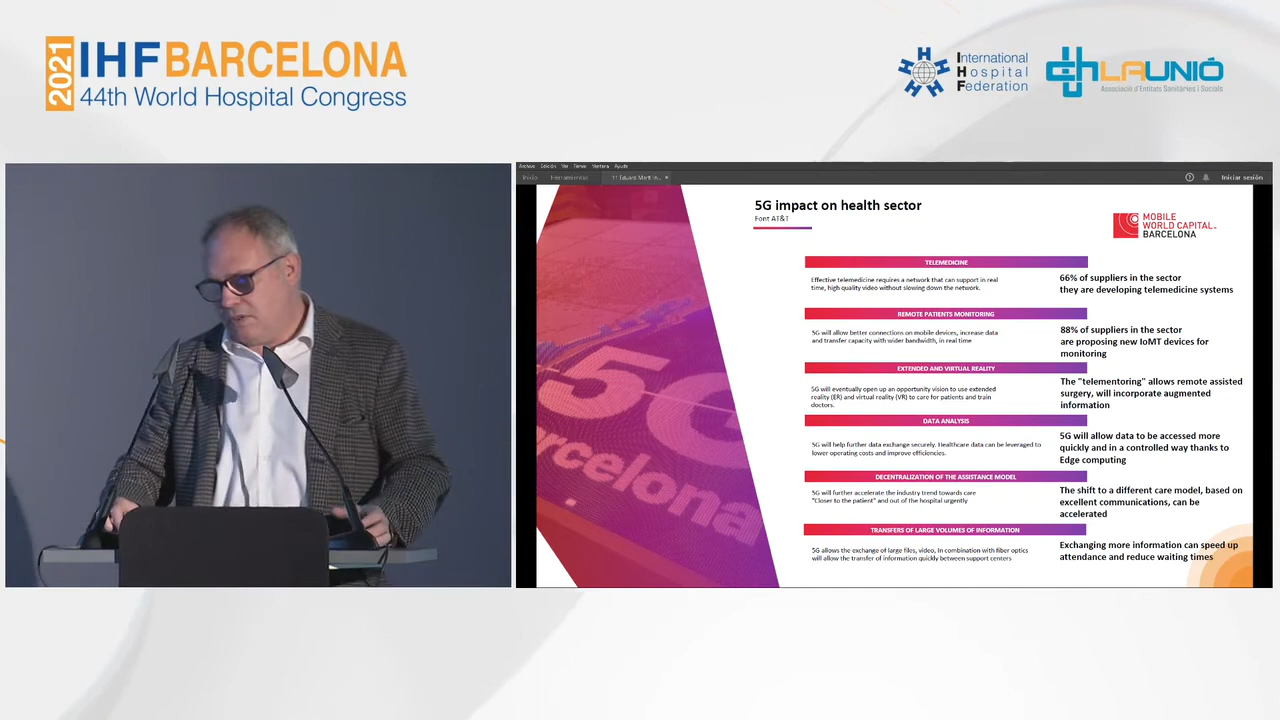 2021
IHF BARCELONA
44th World Hospital Congress
International
Hospital
Federation
LAUNIÓ
Associació d'Entitats Sanitàries i Socials
Archivo Edición Ver Firmar Ventana Ayuda
Inicio Herramientas
Iniciar sesión
5G impact on health sector
Font AT&T
MOBILE
WORLD CAPITAL
BARCELONA
TELEMEDICINE
Effective telemedicine requires a network that can support in real
time, high quality video without slowing down the network.
66% of suppliers in the sector
they are developing telemedicine systems
REMOTE PATIENTS MONITORING
5G will allow better connections on mobile devices, increase data
and transfer capacity with wider bandwidth, in real time
88% of suppliers in the sector
are proposing new IoMT devices for
monitoring
EXTENDED AND VIRTUAL REALITY
5G will eventually open up an opportunity vision to use extended
reality (ER) and virtual reality (VR) to care for patients and train
doctors.
The "telementoring" allows remote assisted
surgery, will incorporate augmented
information
DATA ANALYSIS
5G will help further data exchange securely. Healthcare data can be leveraged to
lower operating costs and improve efficiencies.
5G will allow data to be accessed more
quickly and in a controlled way thanks to
Edge computing
DECENTRALIZATION OF THE ASSISTANCE MODEL
5G will further accelerate the industry trend towards care
"Closer to the patient" and out of the hospital urgently
The shift to a different care model, based on
excellent communications, can be
accelerated
TRANSFERS OF LARGE VOLUMES OF INFORMATION
5G allows the exchange of large files, video, In combination with fiber optics
will allow the transfer of information quickly between support centers
Exchanging more information can speed up
attendance and reduce waiting times
5G
arcelona